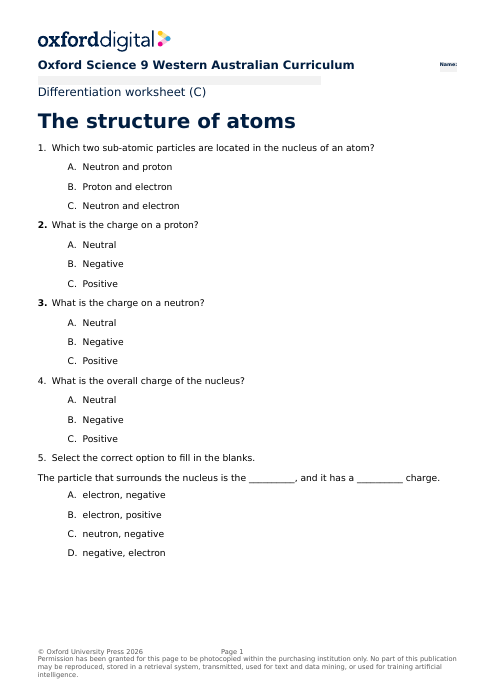 oxforddigital
Oxford Science 9 Western Australian Curriculum
Name:
Differentiation worksheet (C)
The structure of atoms
1. Which two sub-atomic particles are located in the nucleus of an atom?
A. Neutron and proton
B. Proton and electron
C. Neutron and electron
2. What is the charge on a proton?
A. Neutral
B. Negative
C. Positive
3. What is the charge on a neutron?
A. Neutral
B. Negative
C. Positive
4. What is the overall charge of the nucleus?
A. Neutral
B. Negative
C. Positive
5. Select the correct option to fill in the blanks.
The particle that surrounds the nucleus is the __________, and it has a __________ charge.
A. electron, negative
B. electron, positive
C. neutron, negative
D. negative, electron
© Oxford University Press 2026 Page 1
Permission has been granted for this page to be photocopied within the purchasing institution only. No part of this publication
may be reproduced, stored in a retrieval system, transmitted, used for text and data mining, or used for training artificial
intelligence.